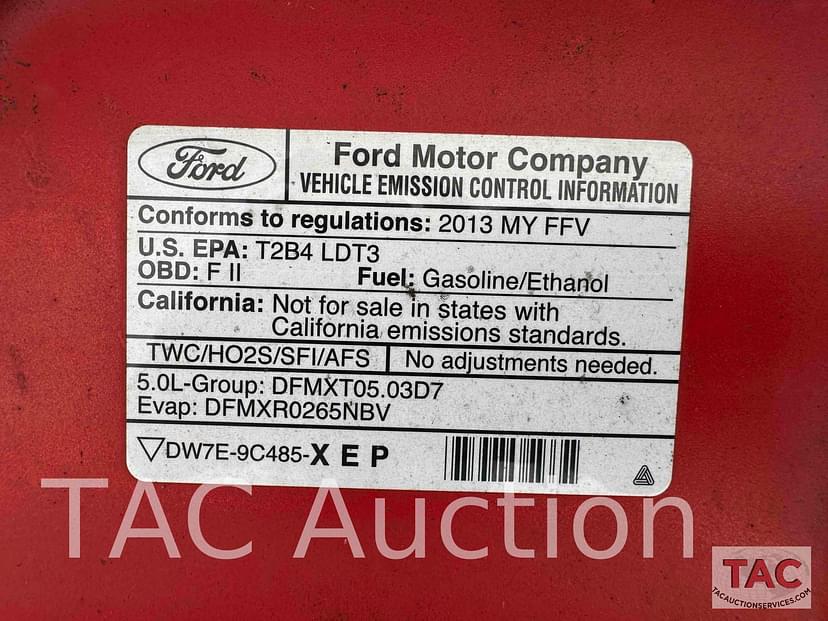 Ford
Ford Motor Company
VEHICLE EMISSION CONTROL INFORMATION
Conforms to regulations: 2013 MY FFV
U.S. EPA: T2B4 LDT3
OBD: F II Fuel: Gasoline/Ethanol
California: Not for sale in states with
California emissions standards.
TWC/HO2S/SFI/AFS No adjustments needed.
5.0L-Group: DFMXT05.03D7
Evap: DFMXR0265NBV
DW7E-9C485-X E P
TAC Auction
TAC
TACAUCTIONSERVICES.COM